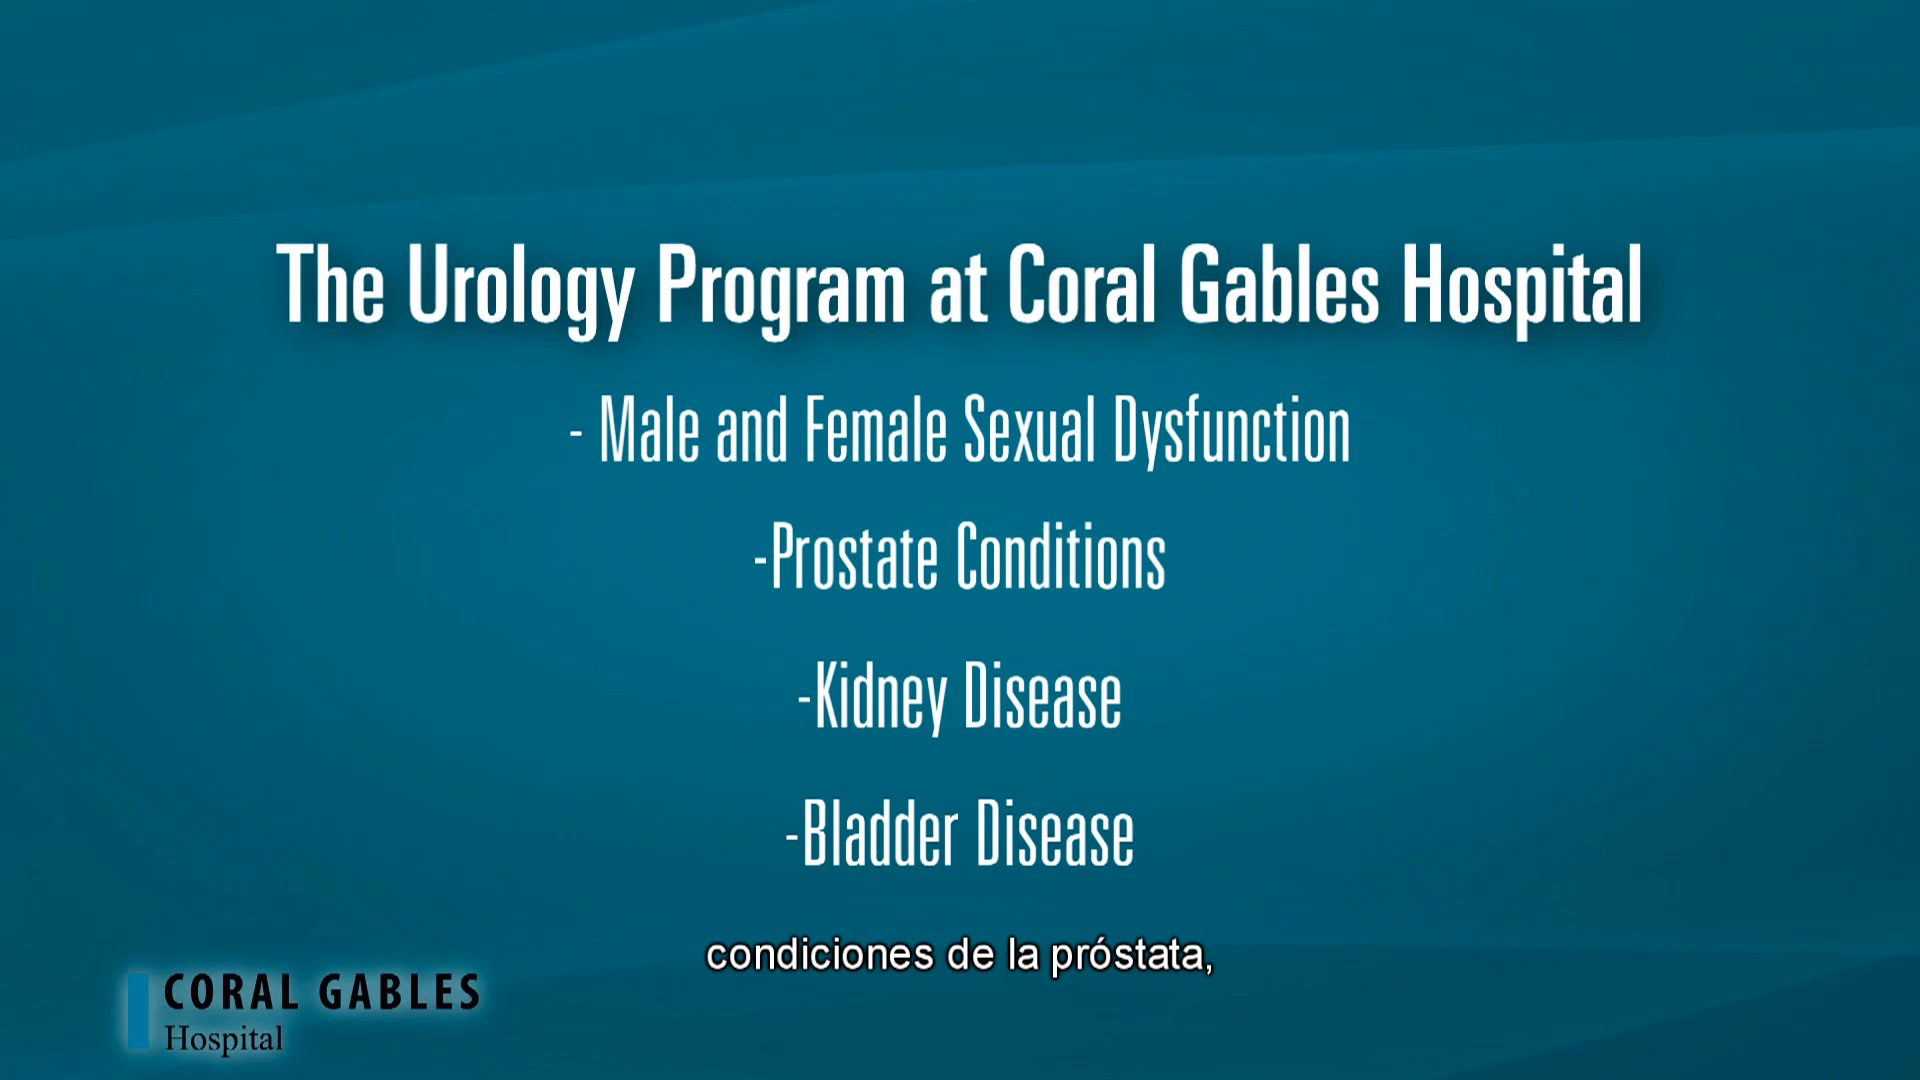 The Urology Program at Coral Gables Hospital
- Male and Female Sexual Dysfunction
-Prostate Conditions
-Kidney Disease
-Bladder Disease
condiciones de la próstata,
CORAL GABLES
Hospital